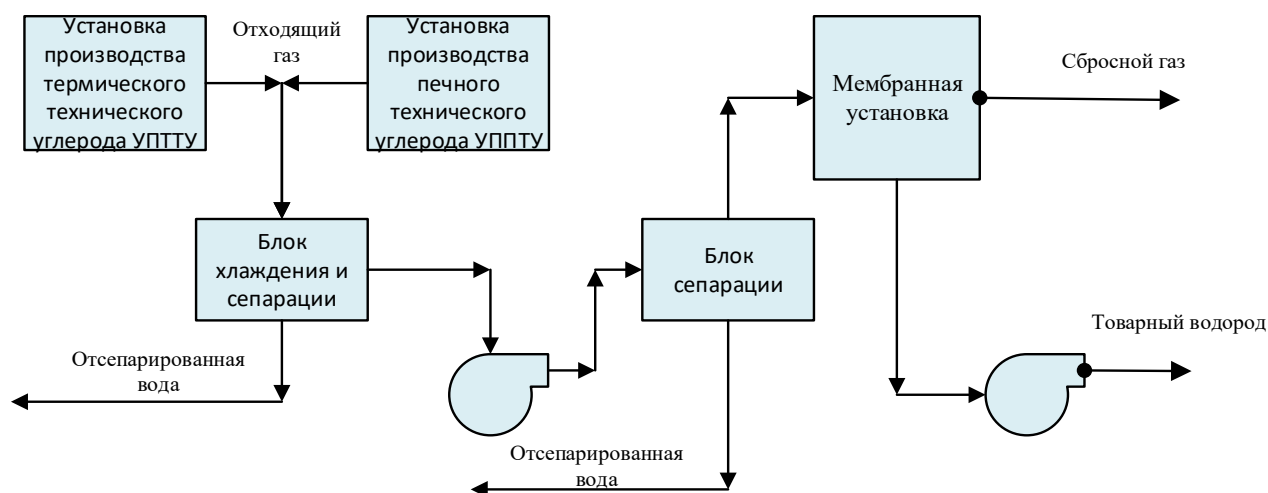 Установка
производства
термического
технического
углерода УПТТУ
Отходящий
газ
Установка
производства
печного
технического
углерода УППТУ
Мембранная
установка
Сбросной газ
Блок
хлаждения и
сепарации
Блок
сепарации
Товарный водород
Отсепарированная
вода
Отсепарированная
вода